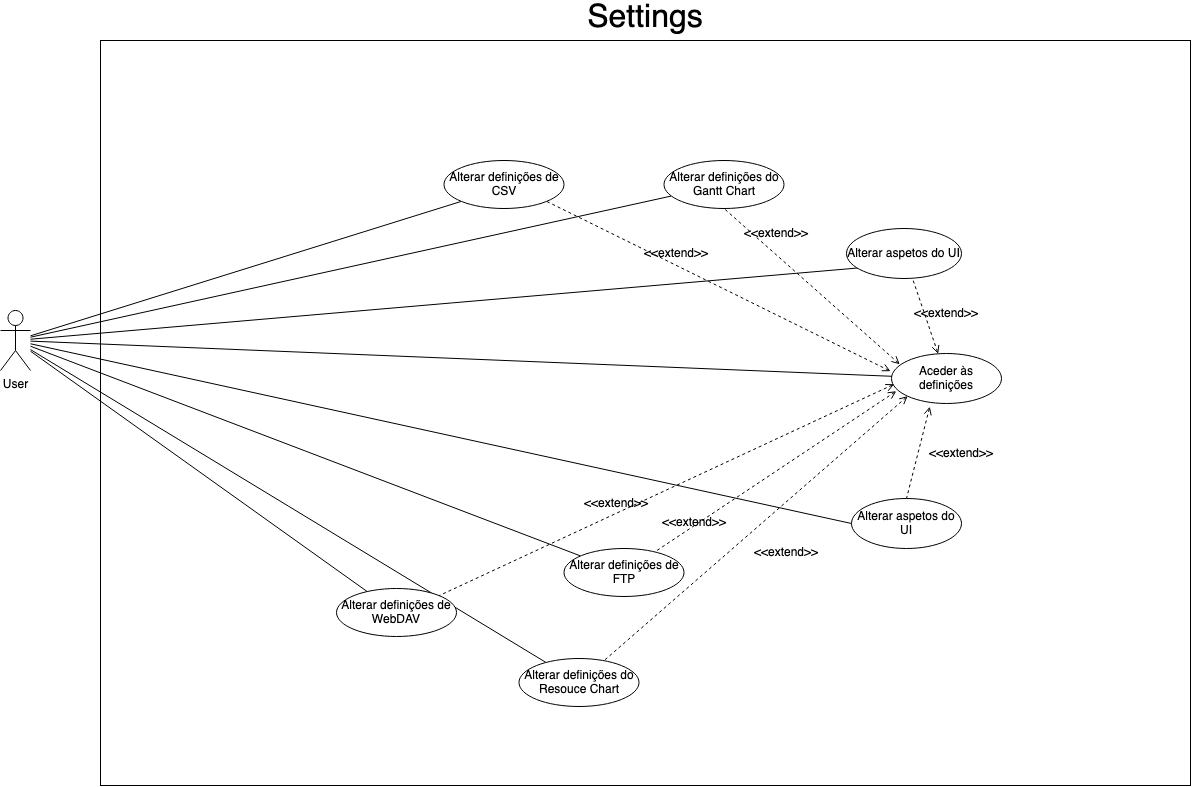 Settings
Alterar definições de
CSV
Alterar definições do
Gantt Chart
<<extend>>
<<extend>>
Alterar aspetos do UI
<<extend>>
User
Aceder às
definições
<<extend>>
<<extend>>
<<extend>>
Alterar aspetos do
UI
<<extend>>
Alterar definições de
FTP
Alterar definições de
WebDAV
Alterar definições do
Resouce Chart